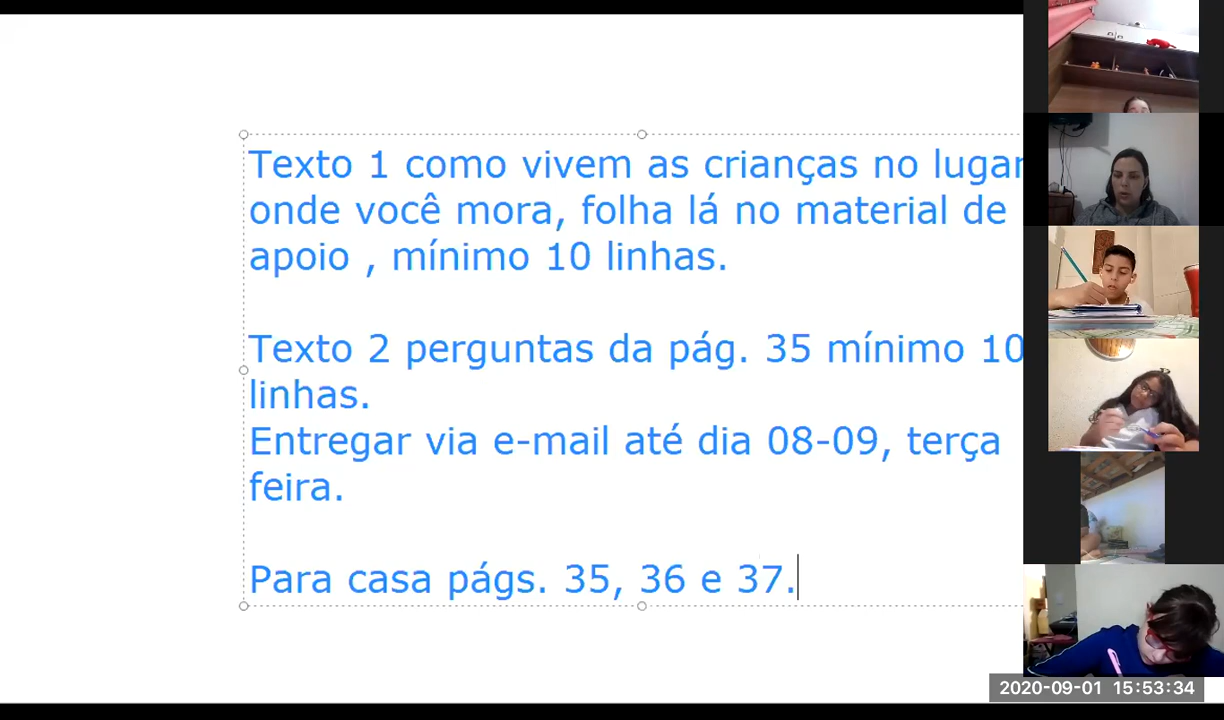 Texto 1 como vivem as crianças no lugar
onde você mora, folha lá no material de
apoio , mínimo 10 linhas.
Texto 2 perguntas da pág. 35 mínimo 10
linhas.
Entregar via e-mail até dia 08-09, terça
feira.
Para casa págs. 35, 36 e 37.
2020-09-01 15:53:34